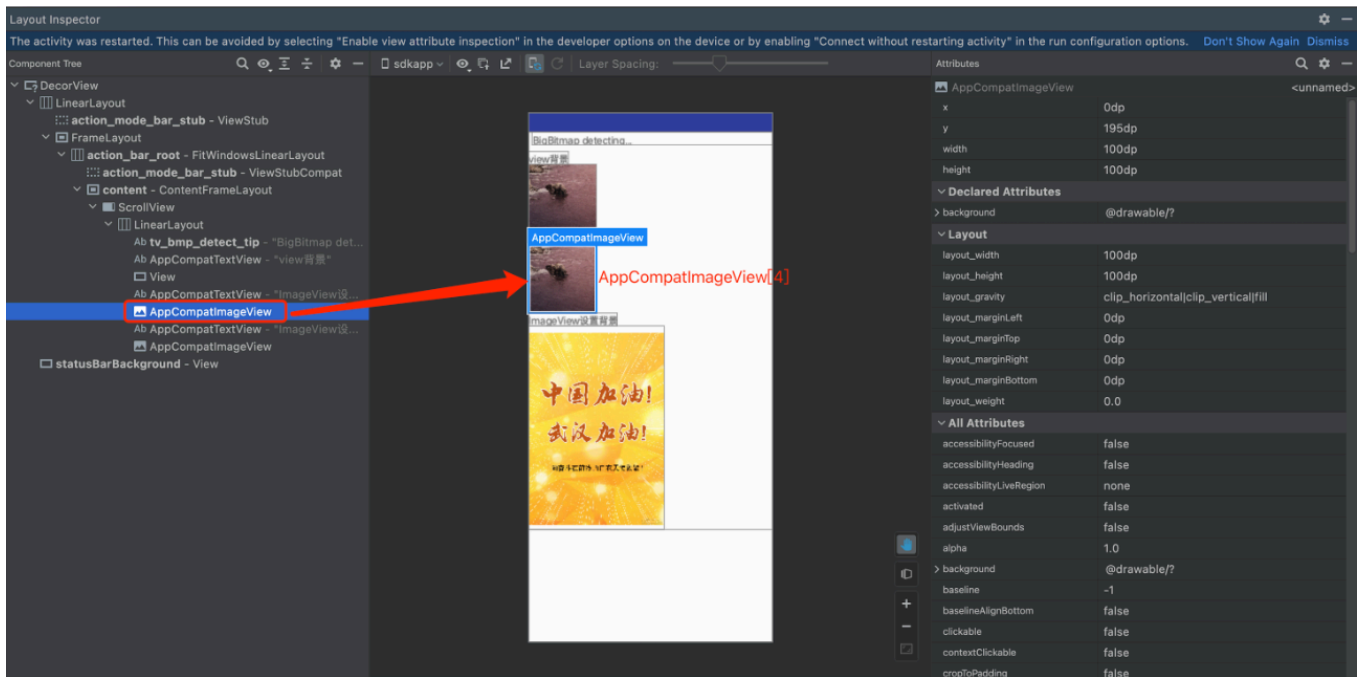 Layout Inspector
The activity was restarted. This can be avoided by selecting "Enable view attribute inspection" in the developer options on the device or by enabling "Connect without restarting activity" in the run configuration options. Don't Show Again Dismiss
Component Tree
sdkapp
Layer Spacing:
Attributes
DecorView
LinearLayout
action_mode_bar_stub - ViewStub
FrameLayout
action_bar_root - FitWindowsLinearLayout
action_mode_bar_stub - ViewStubCompat
content - ContentFrameLayout
ScrollView
LinearLayout
Ab tv_bmp_detect_tip - "BigBitmap det...
Ab AppCompatTextView - "view背景"
View
Ab AppCompatTextView - "ImageView设...
AppCompatImageView
Ab AppCompatTextView - "ImageView设...
AppCompatImageView
statusBarBackground - View
BigBitmap detecting...
view背景
AppCompatImageView
AppCompatImageView[4]
ImageView设置背景
中国加油!
武汉加油!
AppCompatImageView <unnamed>
x 0dp
y 195dp
width 100dp
height 100dp
Declared Attributes
background @drawable/?
Layout
layout_width 100dp
layout_height 100dp
layout_gravity clip_horizontal|clip_vertical|fill
layout_marginLeft 0dp
layout_marginTop 0dp
layout_marginRight 0dp
layout_marginBottom 0dp
layout_weight 0.0
All Attributes
accessibilityFocused false
accessibilityHeading false
accessibilityLiveRegion none
activated false
adjustViewBounds false
alpha 1.0
background @drawable/?
baseline -1
baselineAlignBottom false
clickable false
contextClickable false
cropToPadding false